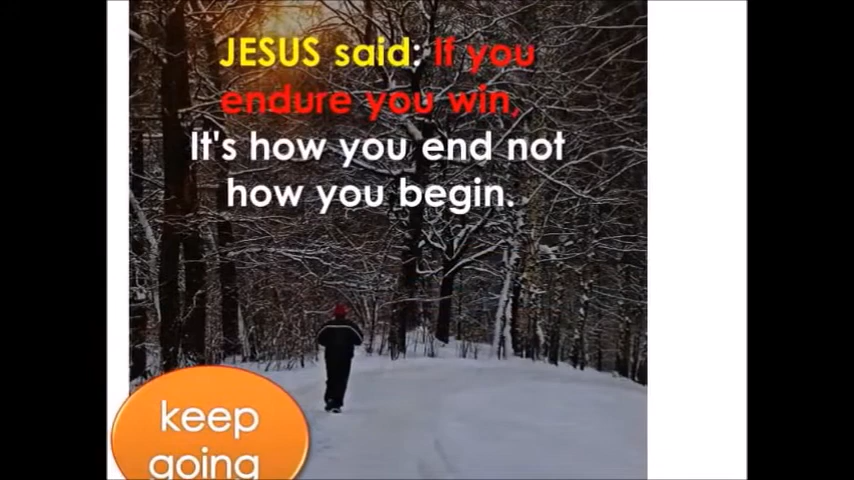 JESUS said: If you
endure you win,
It's how you end not
how you begin.
keep
going